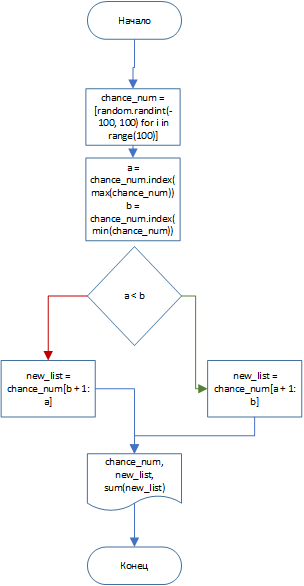 Начало
chance_num =
[random.randint(-
100, 100) for i in
range(100)]
a =
chance_num.index(
max(chance_num))
b =
chance_num.index(
min(chance_num))
a < b
new_list =
chance_num[b + 1:
a]
new_list =
chance_num[a + 1:
b]
chance_num,
new_list,
sum(new_list)
Конец